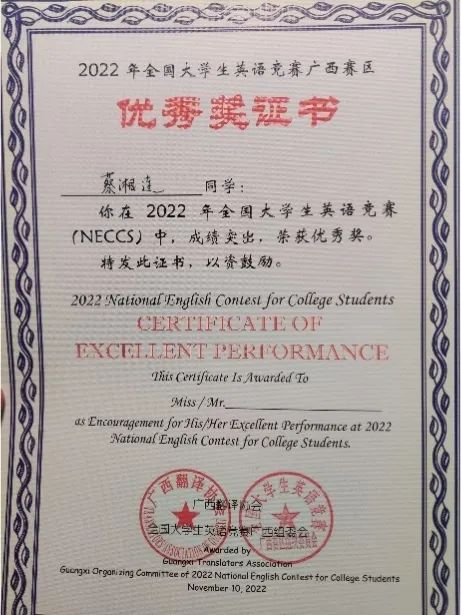 2022 年全国大学生英语竞赛广西赛区
优秀奖证书
蔡湘莲 同学：
你在 2022 年全国大学生英语竞赛
(NECCS) 中，成绩突出，荣获优秀奖。
特发此证书，以资鼓励。
2022 National English Contest for College Students
CERTIFICATE OF
EXCELLENT PERFORMANCE
This Certificate Is Awarded To
Miss / Mr.
as Encouragement for His/Her Excellent Performance at 2022
National English Contest for College Students.
广西翻译协会
全国大学生英语竞赛广西组委会
Awarded by
Guangxi Translators Association
Guangxi Organizing Committee of 2022 National English Contest for College Students
November 10, 2022